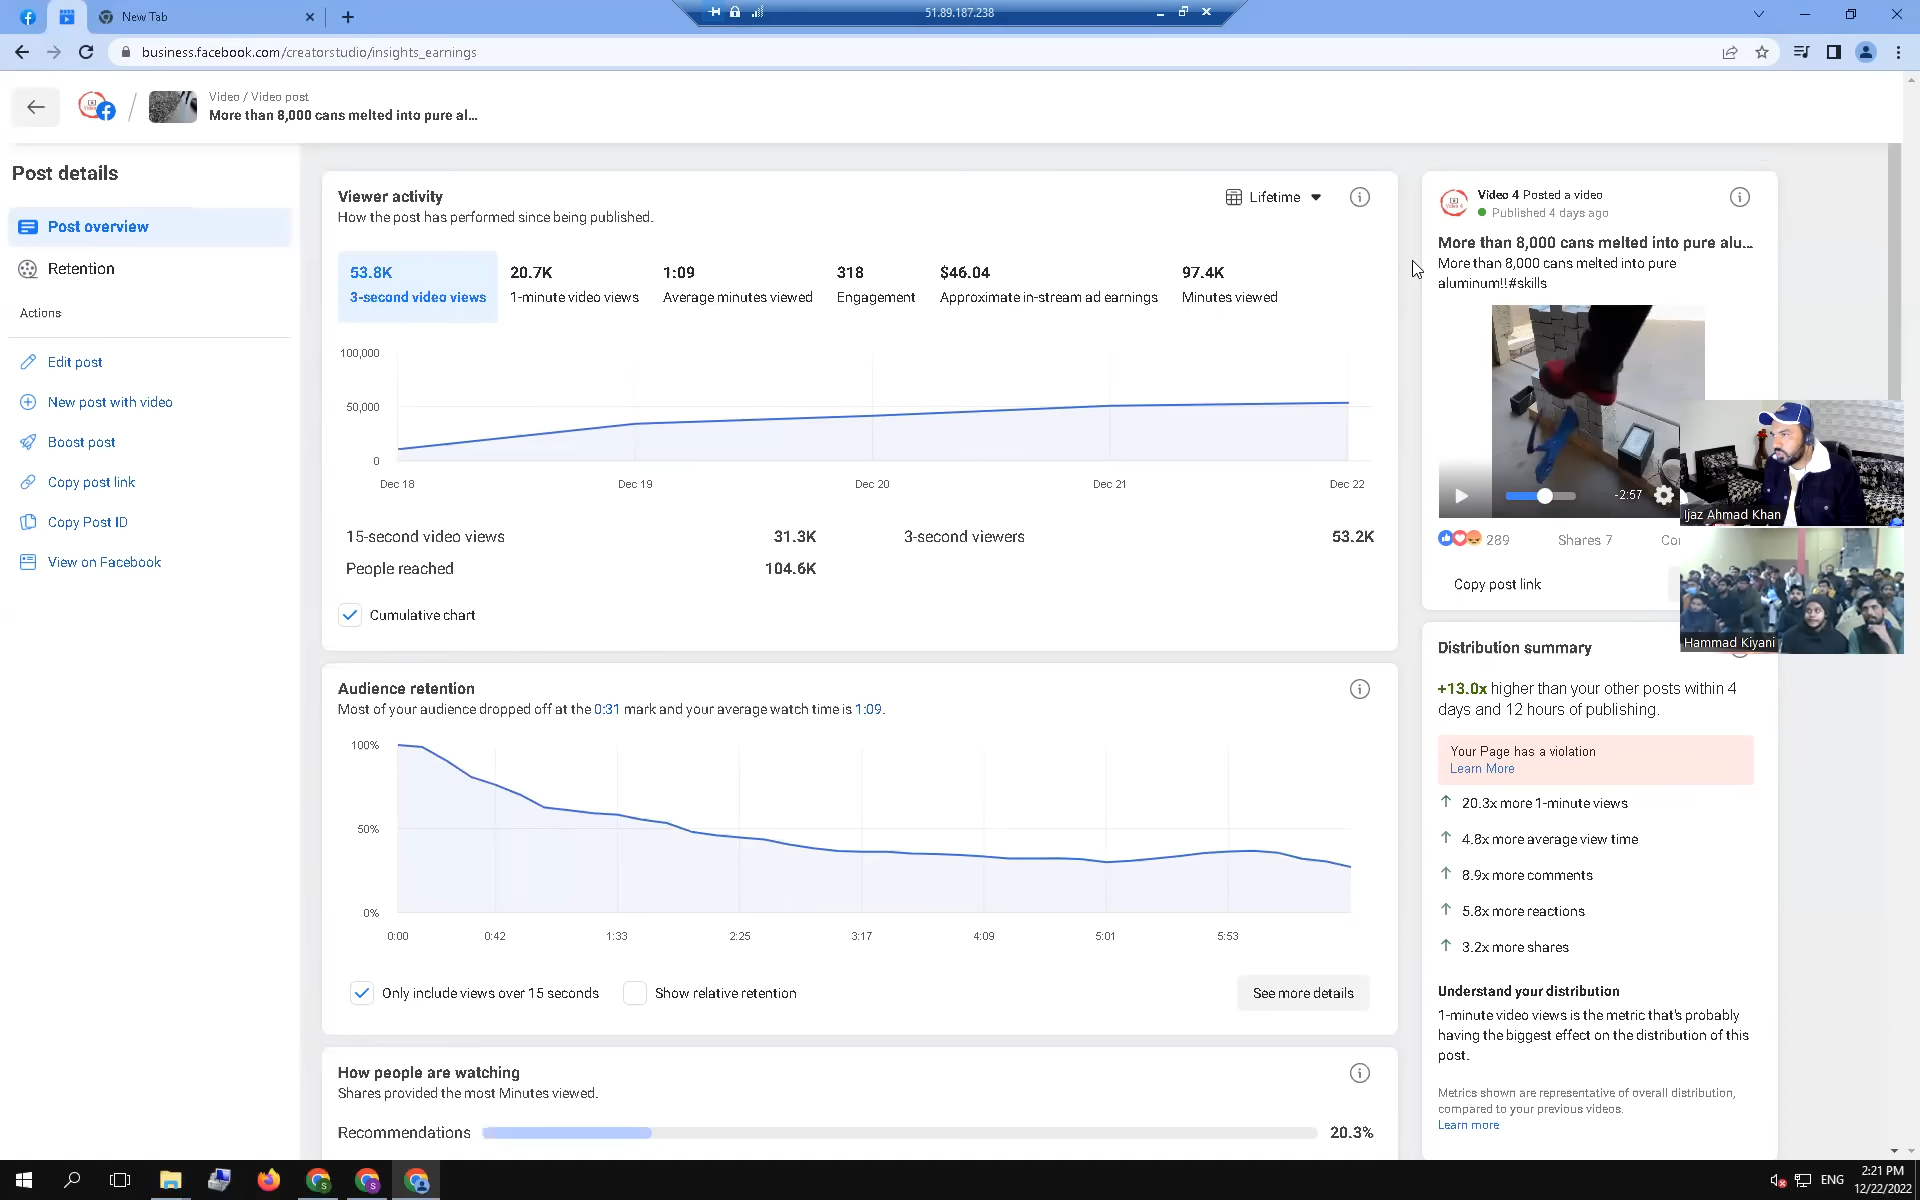 New Tab
51.89.187.238
business.facebook.com/creatorstudio/insights_earnings
Video / Video post
More than 8,000 cans melted into pure al...
Post details
Post overview
Retention
Actions
Edit post
New post with video
Boost post
Copy post link
Copy Post ID
View on Facebook
Viewer activity
How the post has performed since being published.
Lifetime
53.8K
3-second video views
20.7K
1-minute video views
1:09
Average minutes viewed
318
Engagement
$46.04
Approximate in-stream ad earnings
97.4K
Minutes viewed
100,000
50,000
0
Dec 18
Dec 19
Dec 20
Dec 21
Dec 22
15-second video views 31.3K
3-second viewers 53.2K
People reached 104.6K
Cumulative chart
Audience retention
Most of your audience dropped off at the 0:31 mark and your average watch time is 1:09.
100%
50%
0%
0:00
0:42
1:33
2:25
3:17
4:09
5:01
5:53
Only include views over 15 seconds
Show relative retention
See more details
How people are watching
Shares provided the most Minutes viewed.
Recommendations 20.3%
Video 4 Posted a video
Published 4 days ago
More than 8,000 cans melted into pure alu...
More than 8,000 cans melted into pure
aluminum!!#skills
-2:57
Ijaz Ahmad Khan
289
Shares 7
Copy post link
Hammad Kiyani
Distribution summary
+13.0x higher than your other posts within 4
days and 12 hours of publishing.
Your Page has a violation
Learn More
20.3x more 1-minute views
4.8x more average view time
8.9x more comments
5.8x more reactions
3.2x more shares
Understand your distribution
1-minute video views is the metric that's probably
having the biggest effect on the distribution of this
post.
Metrics shown are representative of overall distribution,
compared to your previous videos.
Learn more
ENG
2:21 PM
12/22/2022